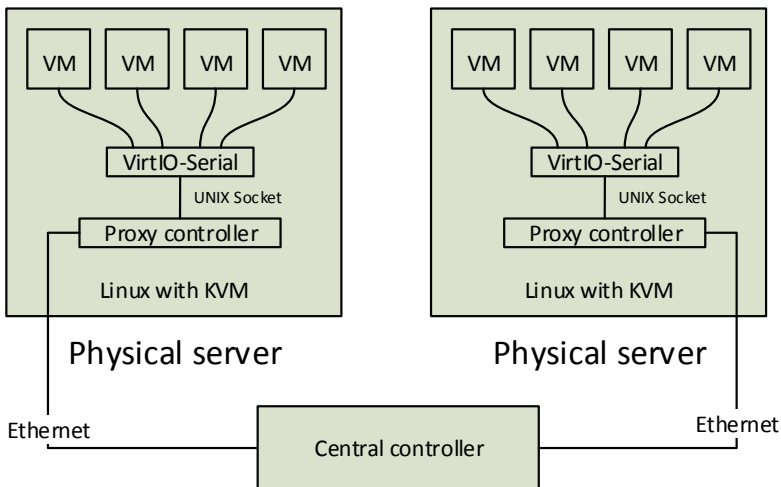 VM VM VM VM
VirtIO-Serial
UNIX Socket
Proxy controller
Linux with KVM
Physical server
VM VM VM VM
VirtIO-Serial
UNIX Socket
Proxy controller
Linux with KVM
Physical server
Ethernet
Central controller
Ethernet